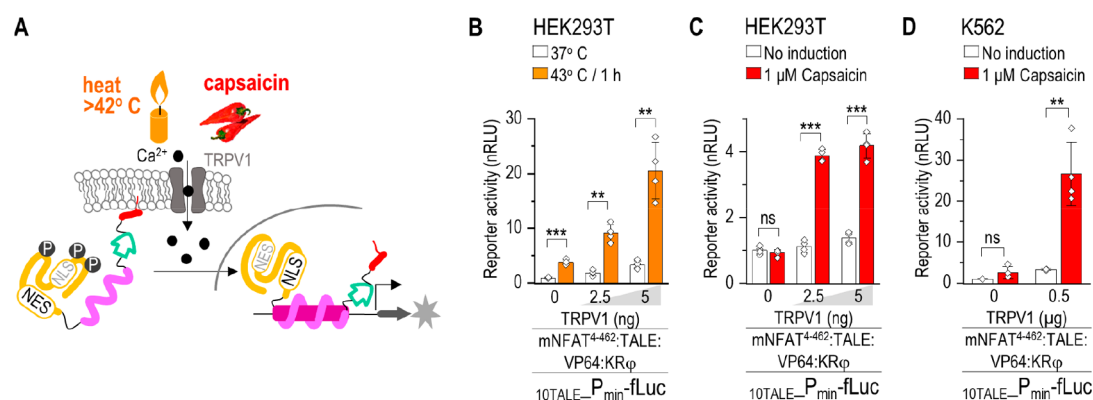 A
heat
>42° C
capsaicin
Ca²⁺
TRPV1
P
P
P
NLS
NES
NES
NLS
B
HEK293T
37° C
43° C / 1 h
Reporter activity (nRLU)
30
20
10
0
***
**
**
0
2.5
5
TRPV1 (ng)
mNFAT⁴⁻⁴⁶²:TALE:
VP64:KRφ
10TALE_Pmin-fLuc
C
HEK293T
No induction
1 µM Capsaicin
Reporter activity (nRLU)
4
2
0
ns
***
***
0
2.5
5
TRPV1 (ng)
mNFAT⁴⁻⁴⁶²:TALE:
VP64:KRφ
10TALE_Pmin-fLuc
D
K562
No induction
1 µM Capsaicin
Reporter activity (nRLU)
40
30
20
10
0
ns
**
0
0.5
TRPV1 (µg)
mNFAT⁴⁻⁴⁶²:TALE:
VP64:KRφ
10TALE_Pmin-fLuc